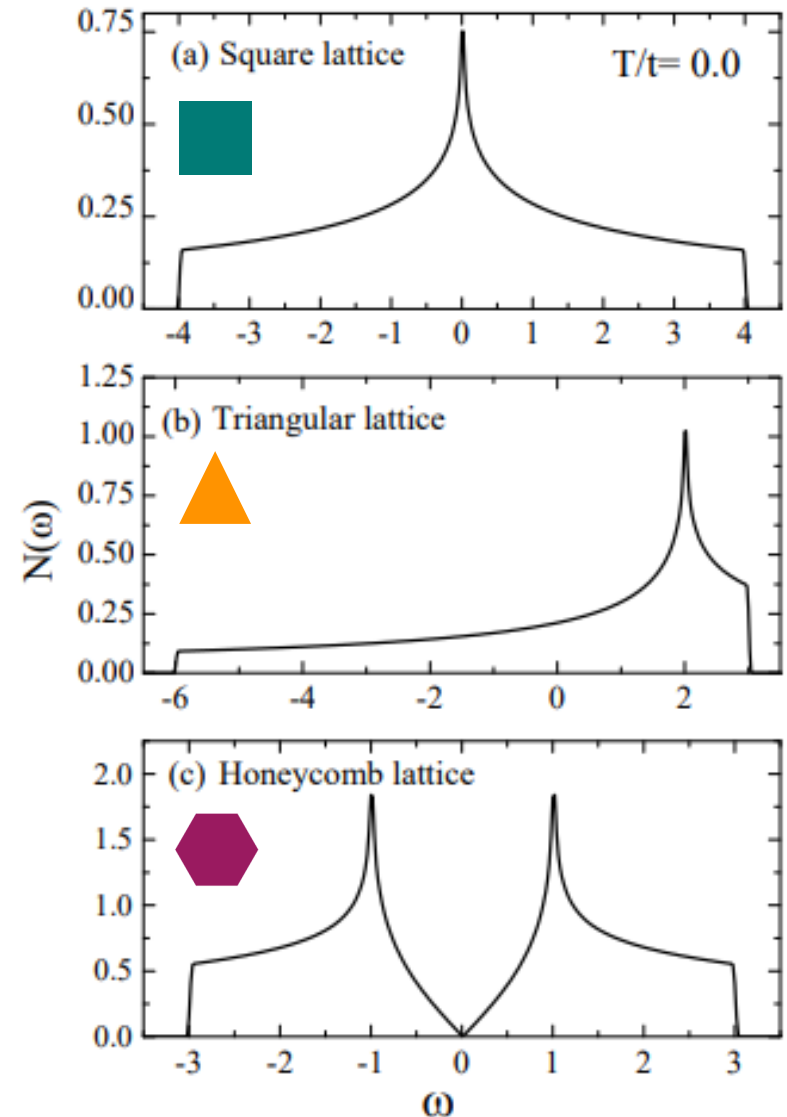 0.75
(a) Square lattice
T/t= 0.0
0.50
0.25
0.00
-4 -3 -2 -1 0 1 2 3 4
1.25
(b) Triangular lattice
1.00
0.75
N(ω)
0.50
0.25
0.00
-6 -4 -2 0 2
(c) Honeycomb lattice
2.0
1.5
1.0
0.5
0.0
-3 -2 -1 0 1 2 3
ω